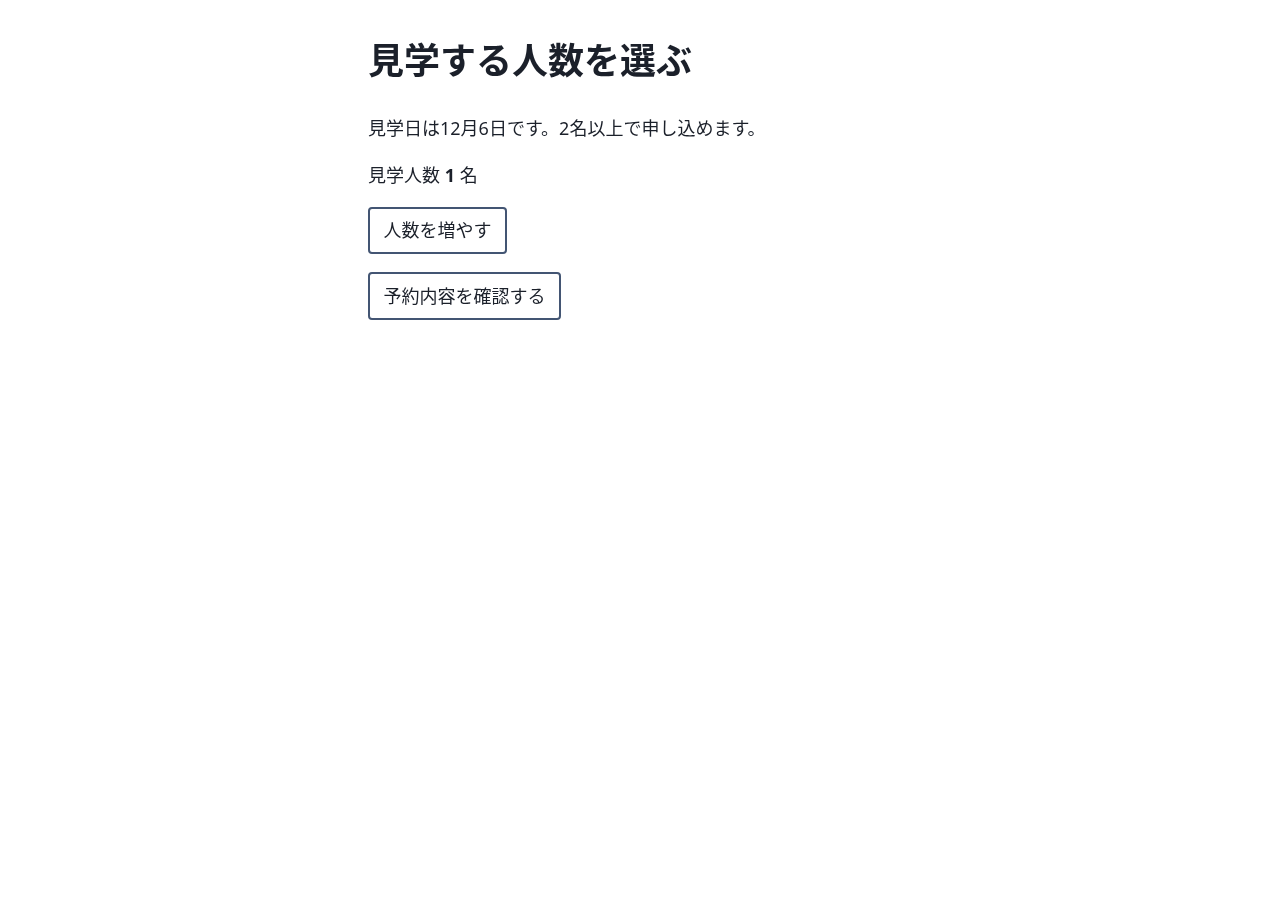 見学する人数を選ぶ
見学日は12月6日です。2名以上で申し込めます。
見学人数 1 名
人数を増やす
予約内容を確認する